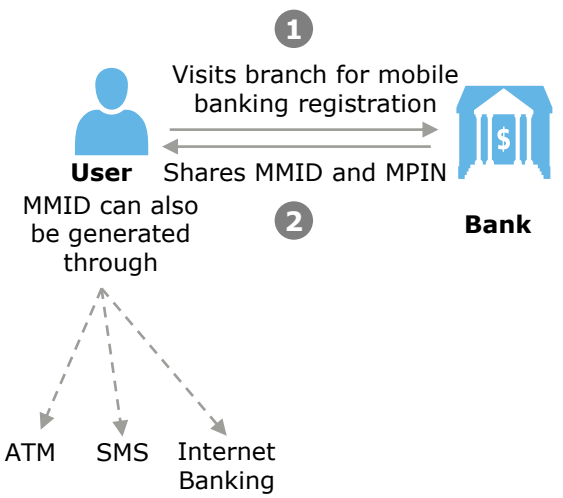 1
Visits branch for mobile
banking registration
$
User
Shares MMID and MPIN
MMID can also
be generated
through
2
Bank
ATM
SMS
Internet
Banking